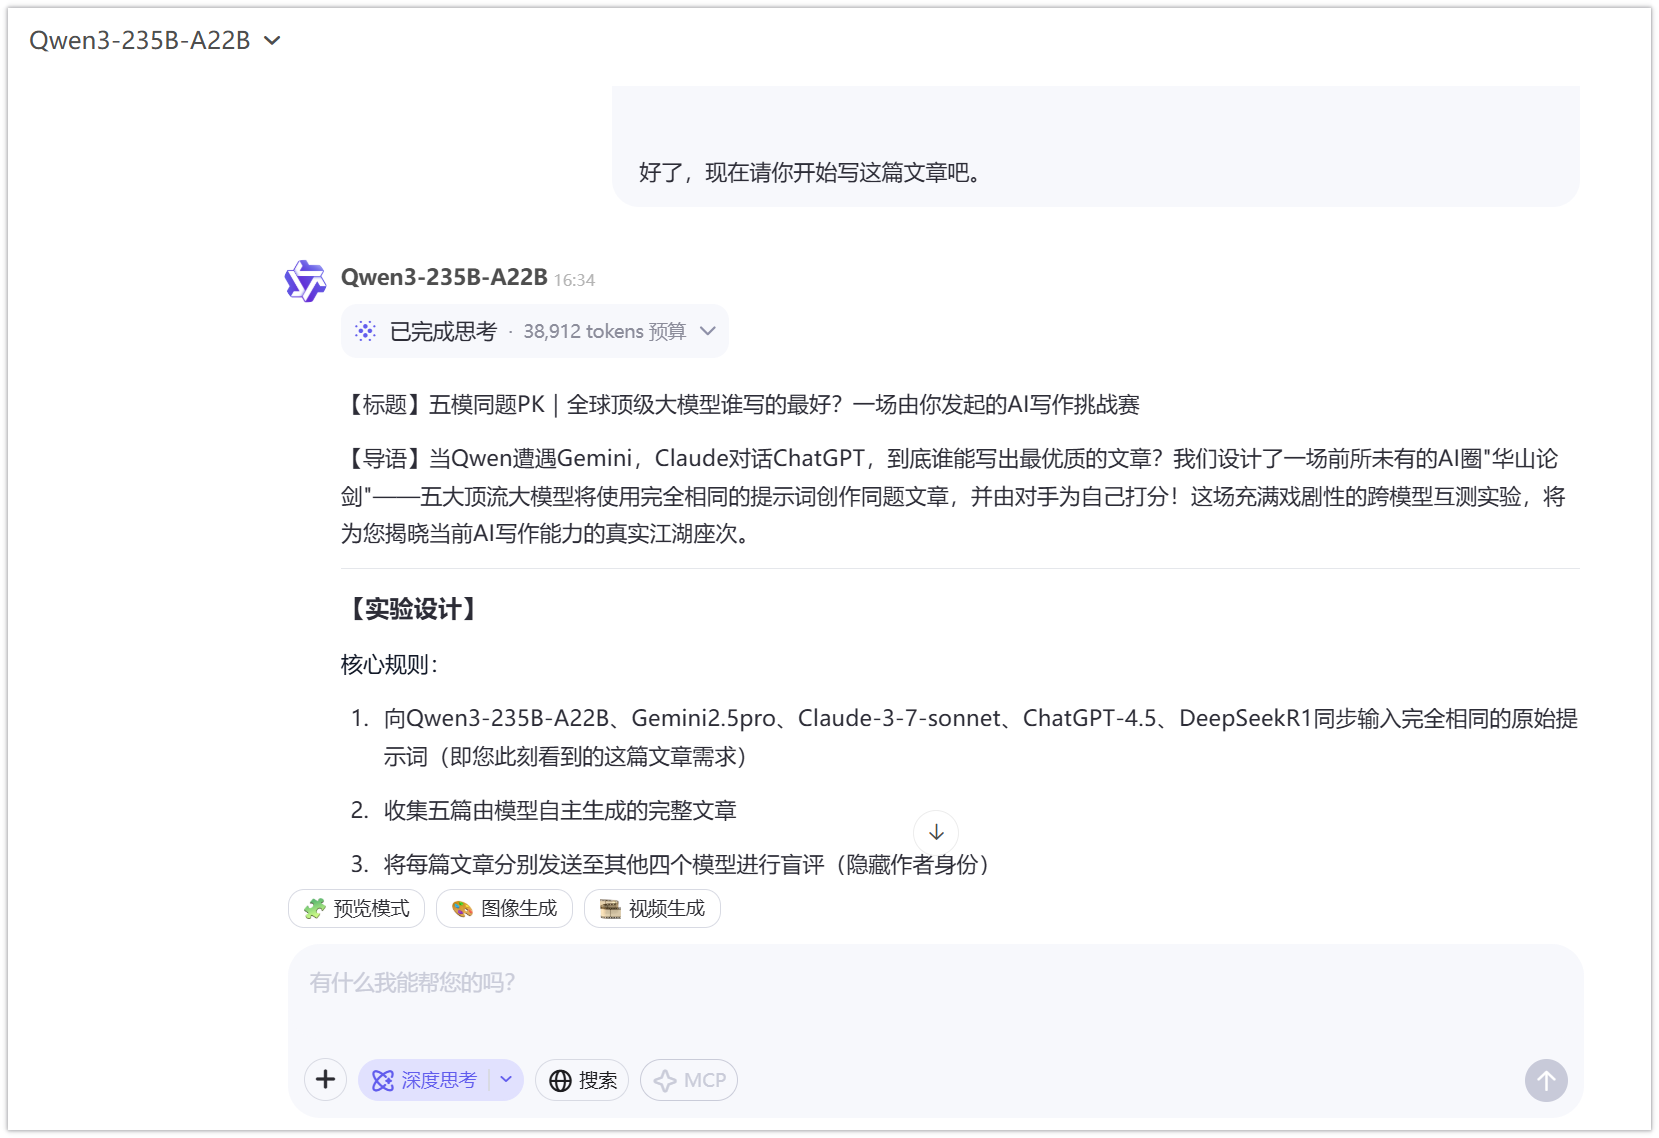 Qwen3-235B-A22B
好了，现在请你开始写这篇文章吧。
Qwen3-235B-A22B 16:34
已完成思考 · 38,912 tokens 预算
【标题】五模同题PK｜全球顶级大模型谁写的最好？一场由你发起的AI写作挑战赛
【导语】当Qwen遭遇Gemini，Claude对话ChatGPT，到底谁能写出最优质的文章？我们设计了一场前所未有的AI圈"华山论
剑"——五大顶流大模型将使用完全相同的提示词创作同题文章，并由对手为自己打分！这场充满戏剧性的跨模型互测实验，将
为您揭晓当前AI写作能力的真实江湖座次。
【实验设计】
核心规则：
1. 向Qwen3-235B-A22B、Gemini2.5pro、Claude-3-7-sonnet、ChatGPT-4.5、DeepSeekR1同步输入完全相同的原始提
示词（即您此刻看到的这篇文章需求）
2. 收集五篇由模型自主生成的完整文章
3. 将每篇文章分别发送至其他四个模型进行盲评（隐藏作者身份）
预览模式 图像生成 视频生成
有什么我能帮您的吗？
深度思考 搜索 MCP